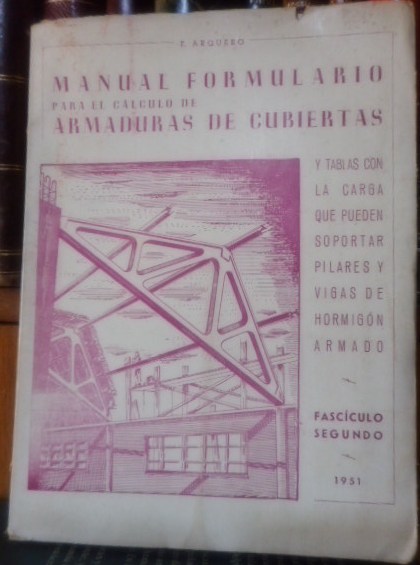 F. ARQUERO
MANUAL FORMULARIO
PARA EL CÁLCULO DE
ARMADURAS DE CUBIERTAS
Y TABLAS CON
LA CARGA
QUE PUEDEN
SOPORTAR
PILARES Y
VIGAS DE
HORMIGÓN
ARMADO
FASCÍCULO
SEGUNDO
1951